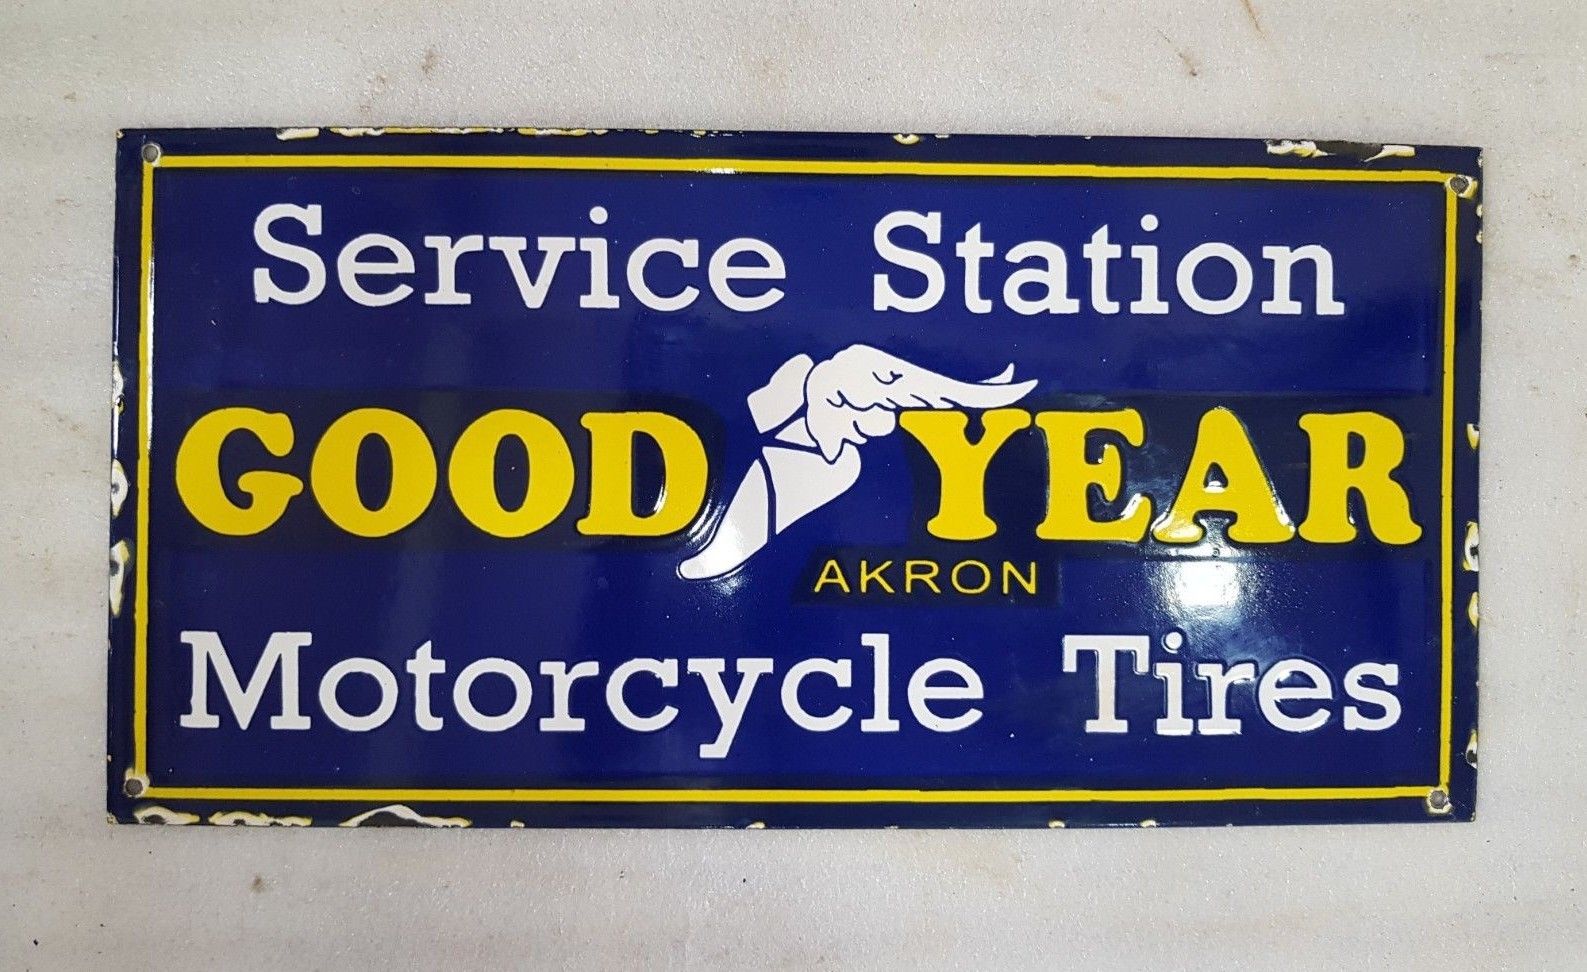 Service Station
GOOD YEAR
AKRON
Motorcycle Tires